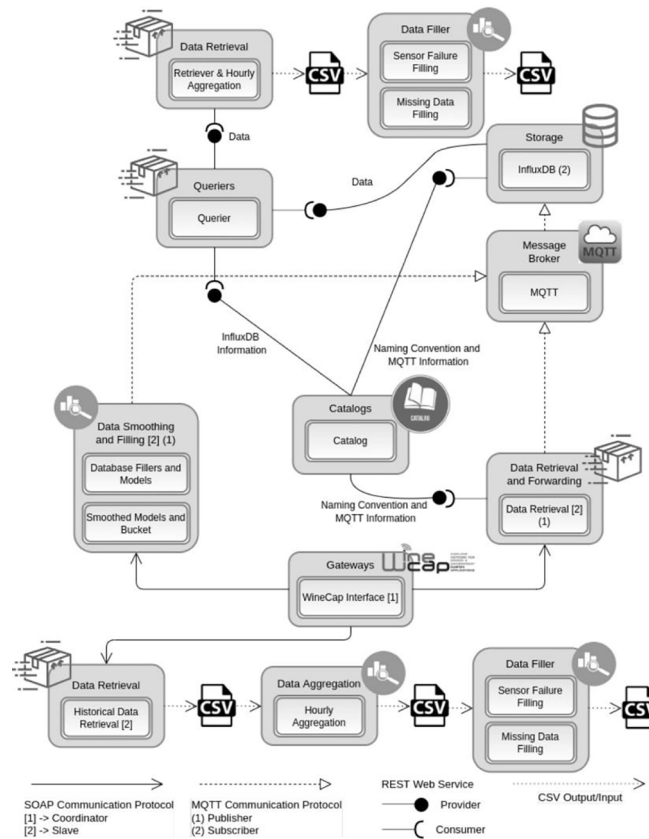 Data Retrieval
Retriever & Hourly
Aggregation
CSV
Data Filler
Sensor Failure
Filling
Missing Data
Filling
CSV
Data
Storage
InfluxDB (2)
Queriers
Querier
Data
Message
Broker
MQTT
MQTT
InfluxDB
Information
Naming Convention and
MQTT Information
Catalogs
Catalog
CATALOG
Data Smoothing
and Filling [2] (1)
Database Fillers and
Models
Smoothed Models and
Bucket
Data Retrieval
and Forwarding
Data Retrieval [2]
(1)
Naming Convention and
MQTT Information
Gateways
WineCap Interface [1]
Winecap
Data Retrieval
Historical Data
Retrieval [2]
CSV
Data Aggregation
Hourly
Aggregation
CSV
Data Filler
Sensor Failure
Filling
Missing Data
Filling
CSV
SOAP Communication Protocol
[1] -> Coordinator
[2] -> Slave
MQTT Communication Protocol
(1) Publisher
(2) Subscriber
REST Web Service
Provider
Consumer
CSV Output/Input